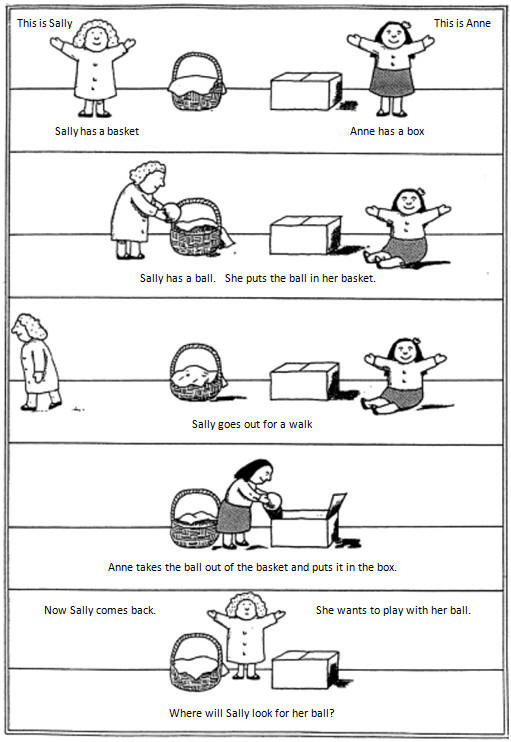 This is Sally
This is Anne
Sally has a basket
Anne has a box
Sally has a ball.   She puts the ball in her basket.
Sally goes out for a walk
Anne takes the ball out of the basket and puts it in the box.
Now Sally comes back.
She wants to play with her ball.
Where will Sally look for her ball?